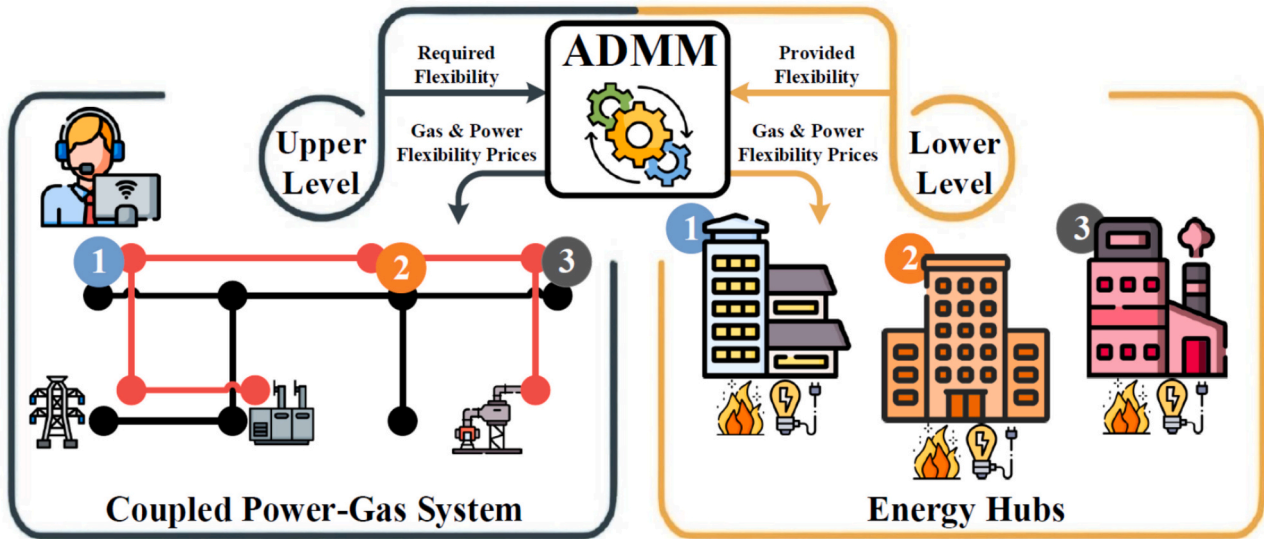 ADMM
Required
Flexibility
Provided
Flexibility
Gas & Power
Flexibility Prices
Gas & Power
Flexibility Prices
Upper
Level
Lower
Level
1
2
3
1
2
3
Coupled Power-Gas System
Energy Hubs